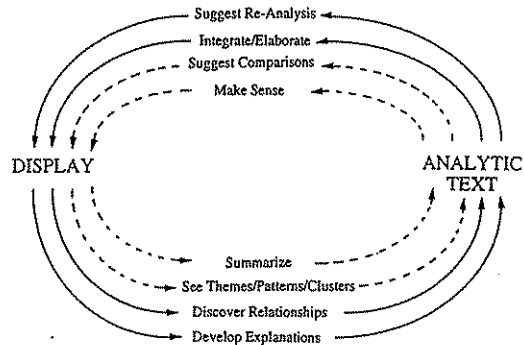 Suggest Re-Analysis
Integrate/Elaborate
Suggest Comparisons
Make Sense
DISPLAY
ANALYTIC
TEXT
Summarize
See Themes/Patterns/Clusters
Discover Relationships
Develop Explanations